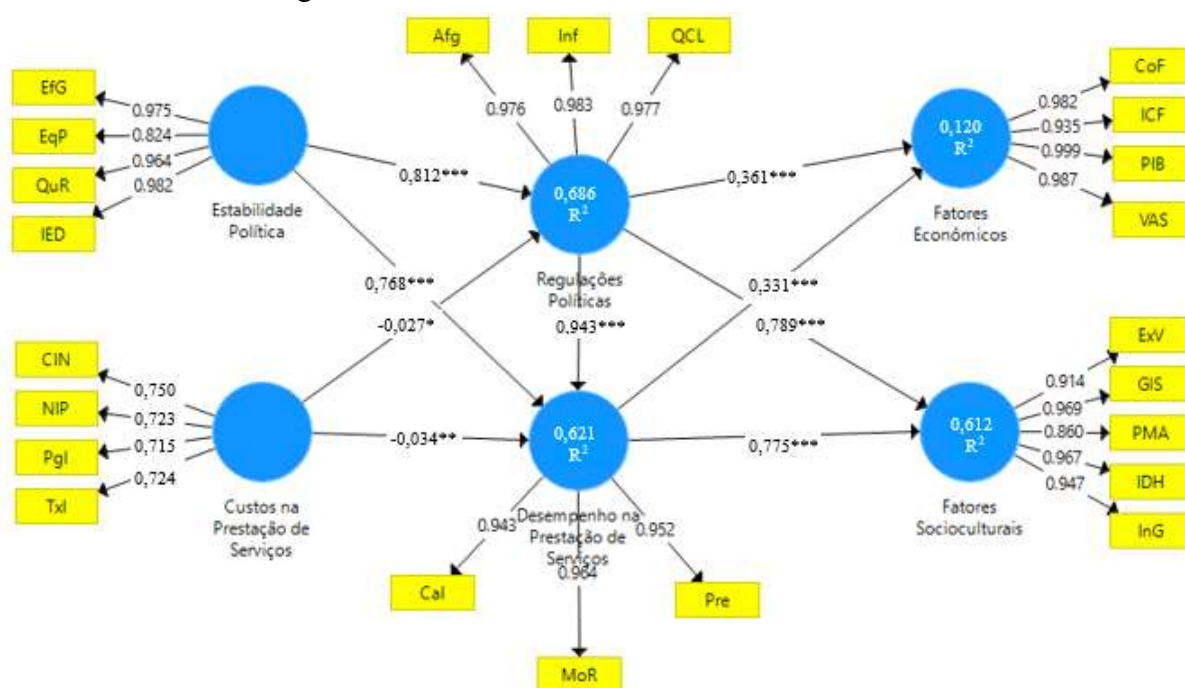 Afg
Inf
QCL
0.976
0.983
0.977
EfG
EqP
QuR
IED
0.975
0.824
0.964
0.982
Estabilidade
Política
0,812***
0,686
R²
Regulações
Políticas
0,361***
0,120
R²
Fatores
Econômicos
0.982
0.935
0.999
0.987
CoF
ICF
PIB
VAS
0,768***
-0,027*
0,943***
0,331***
0,789***
CIN
NIP
PgI
TxI
0,750
0,723
0,715
0,724
Custos na
Prestação de
Serviços
-0,034**
0,621
R²
Desempenho na
Prestação de
Serviços
0.943
0.964
0.952
Cal
MoR
Pre
0,775***
0,612
R²
Fatores
Socioculturais
0.914
0.969
0.860
0.967
0.947
ExV
GIS
PMA
IDH
InG